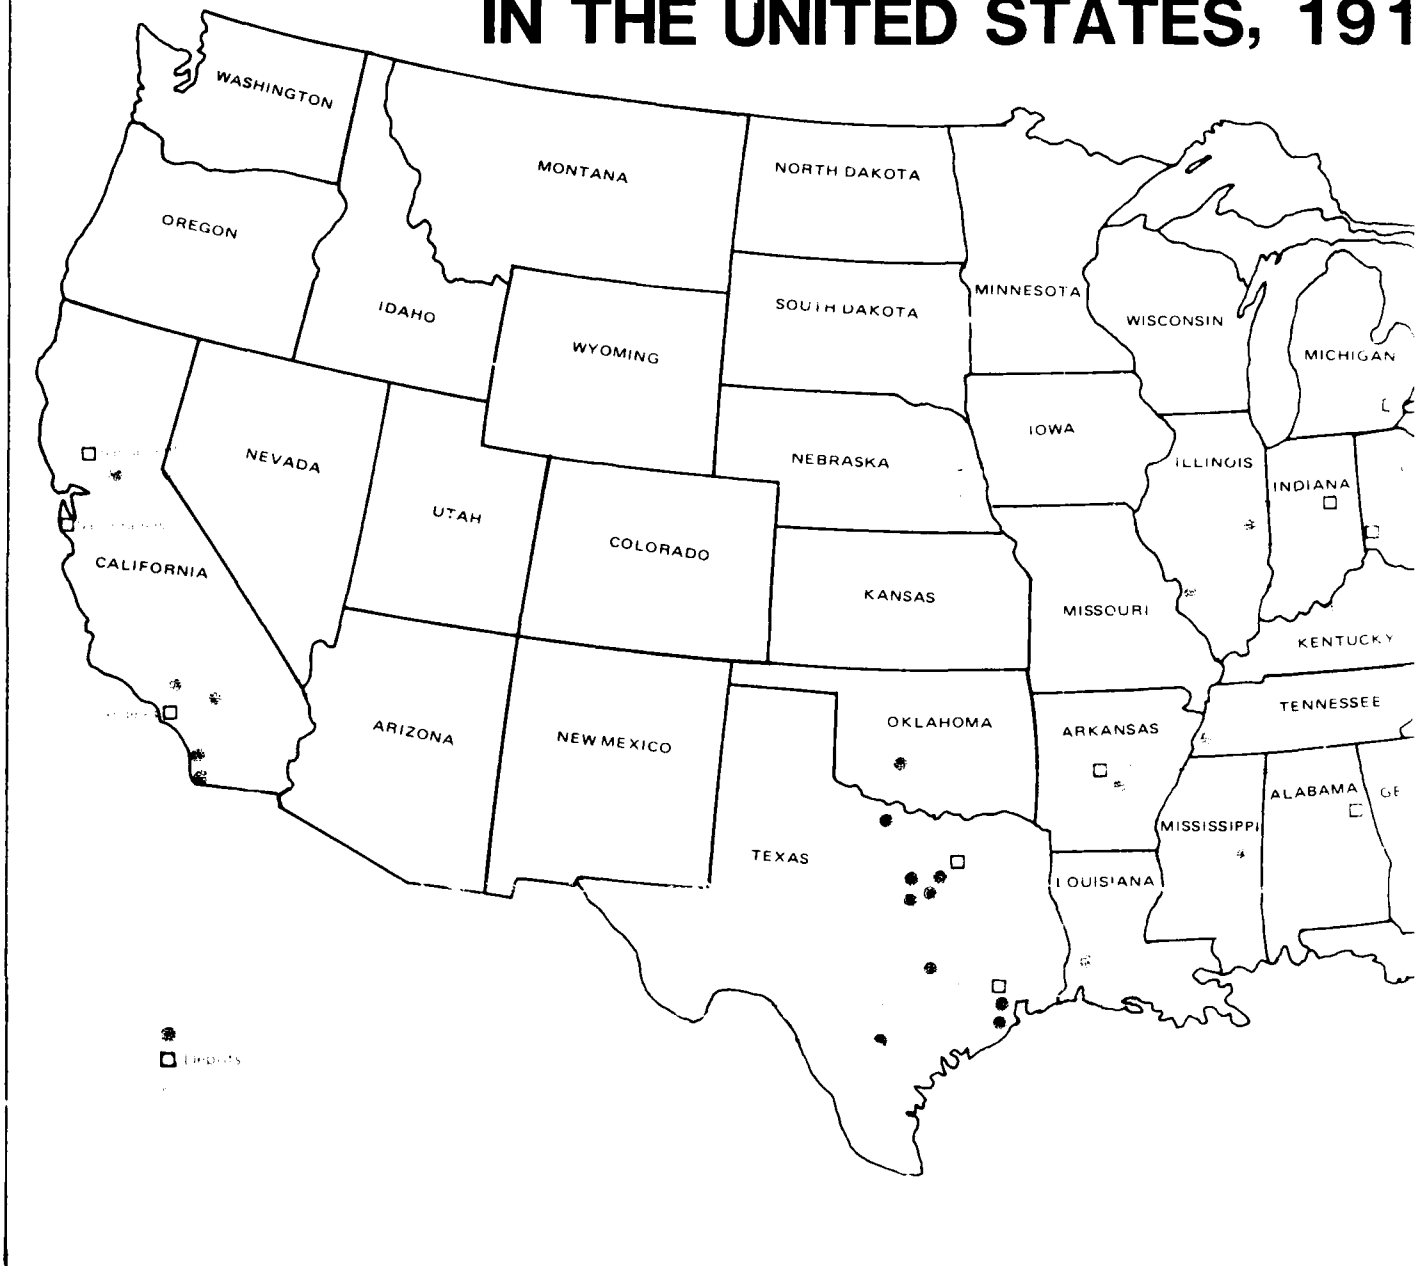 IN THE UNITED STATES, 191
WASHINGTON
MONTANA
NORTH DAKOTA
OREGON
IDAHO
SOUTH DAKOTA
MINNESOTA
WISCONSIN
WYOMING
MICHIGAN
IOWA
NEVADA
NEBRASKA
ILLINOIS
INDIANA
UTAH
COLORADO
CALIFORNIA
KANSAS
MISSOURI
KENTUCKY
TENNESSEE
ARIZONA
NEW MEXICO
OKLAHOMA
ARKANSAS
ALABAMA
GE
MISSISSIPPI
TEXAS
LOUISIANA
Depots